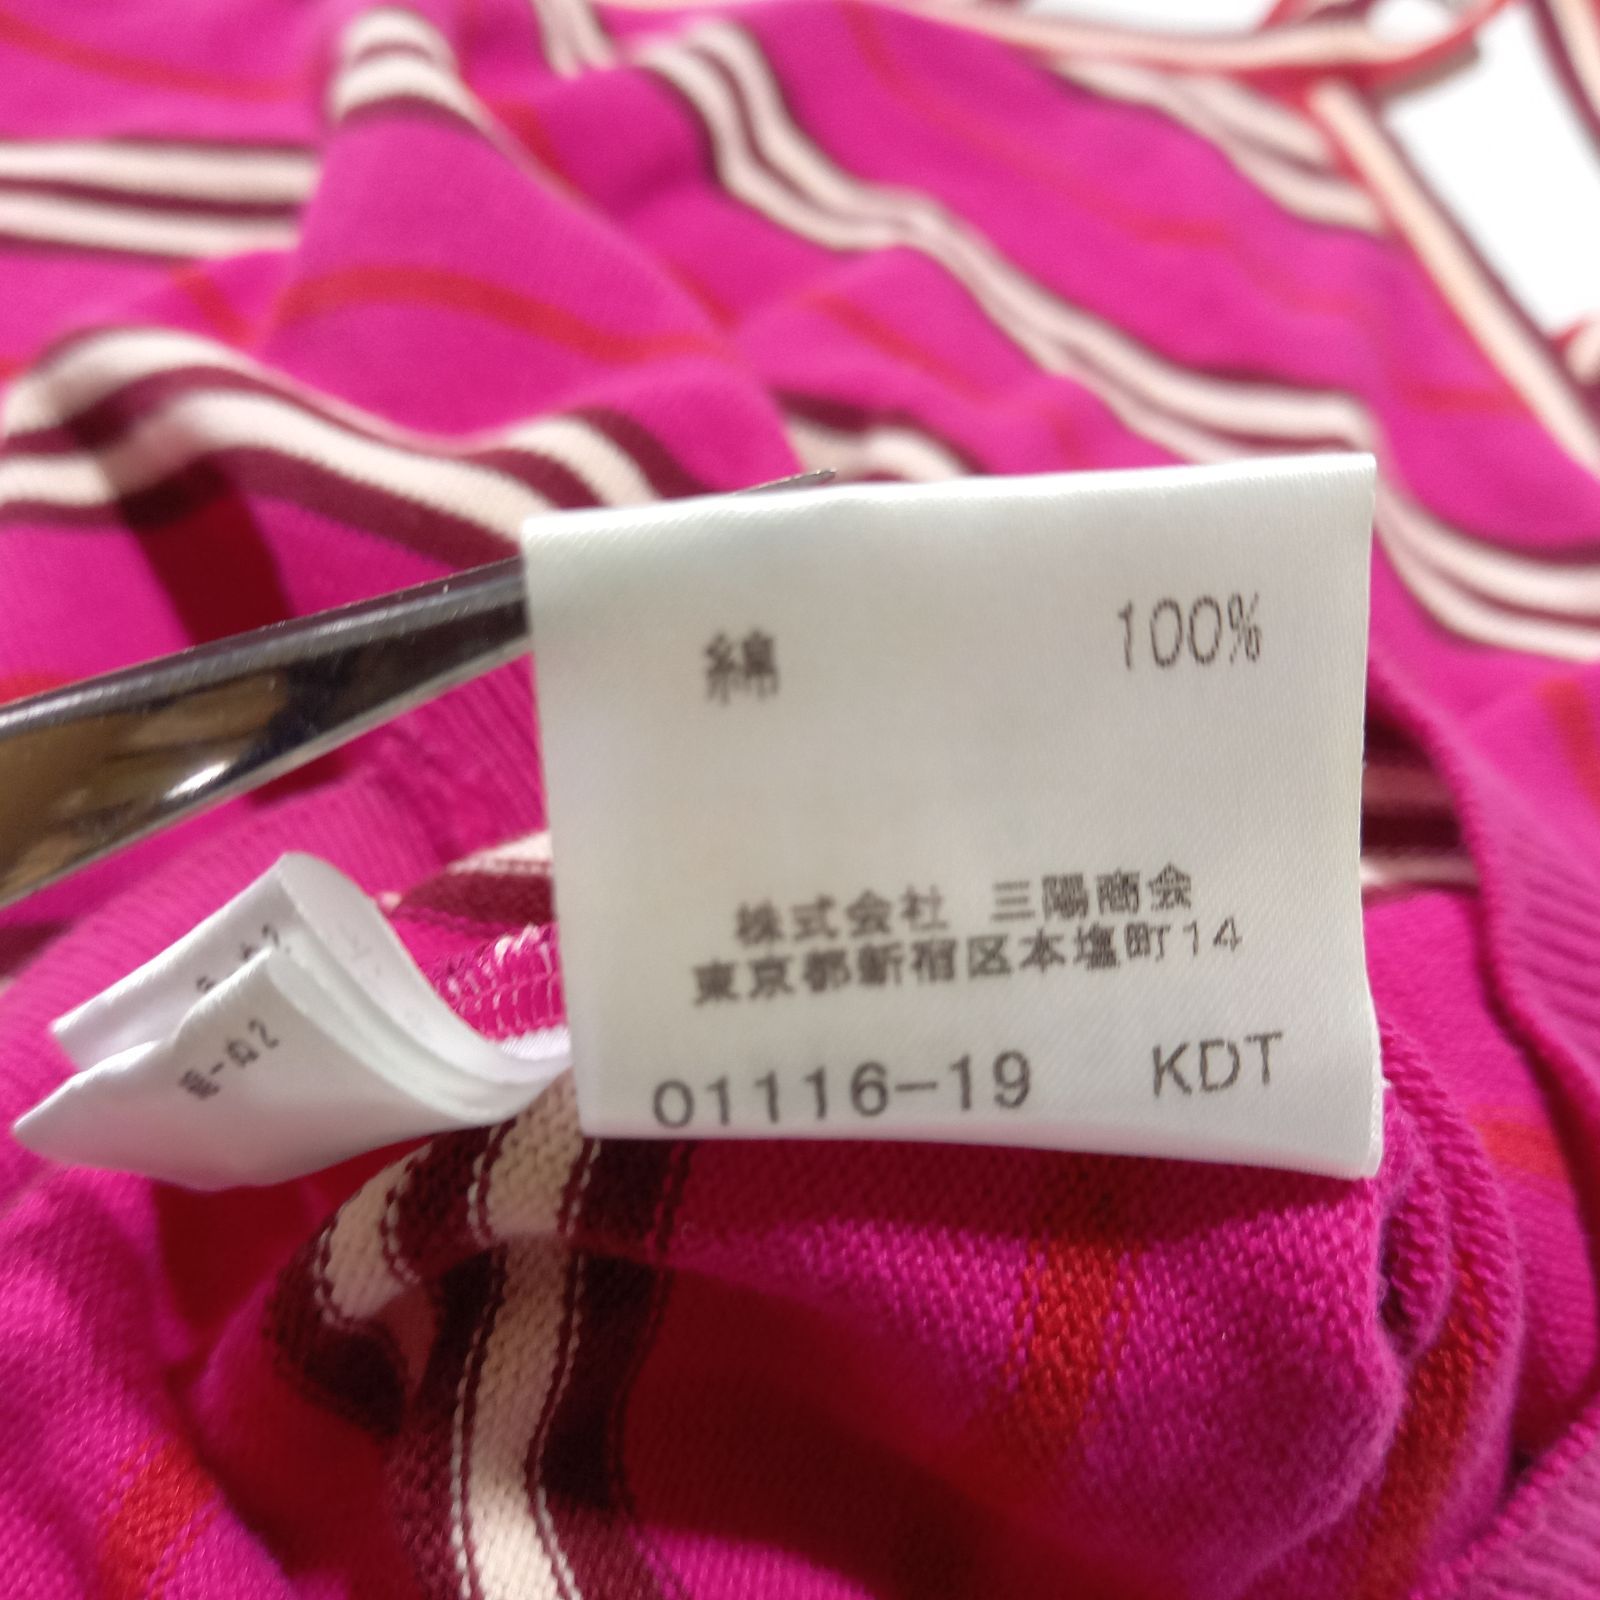 綿 100%
株式会社 三陽商会
東京都新宿区本塩町14
01116-19 KDT